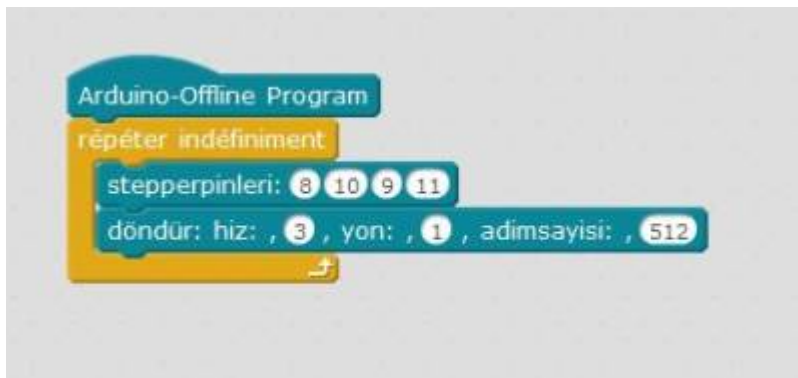 Arduino-Offline Program
répéter indéfiniment
stepperpinleri: 8 10 9 11
döndür: hiz: , 3 , yon: , 1 , adimsayisi: , 512